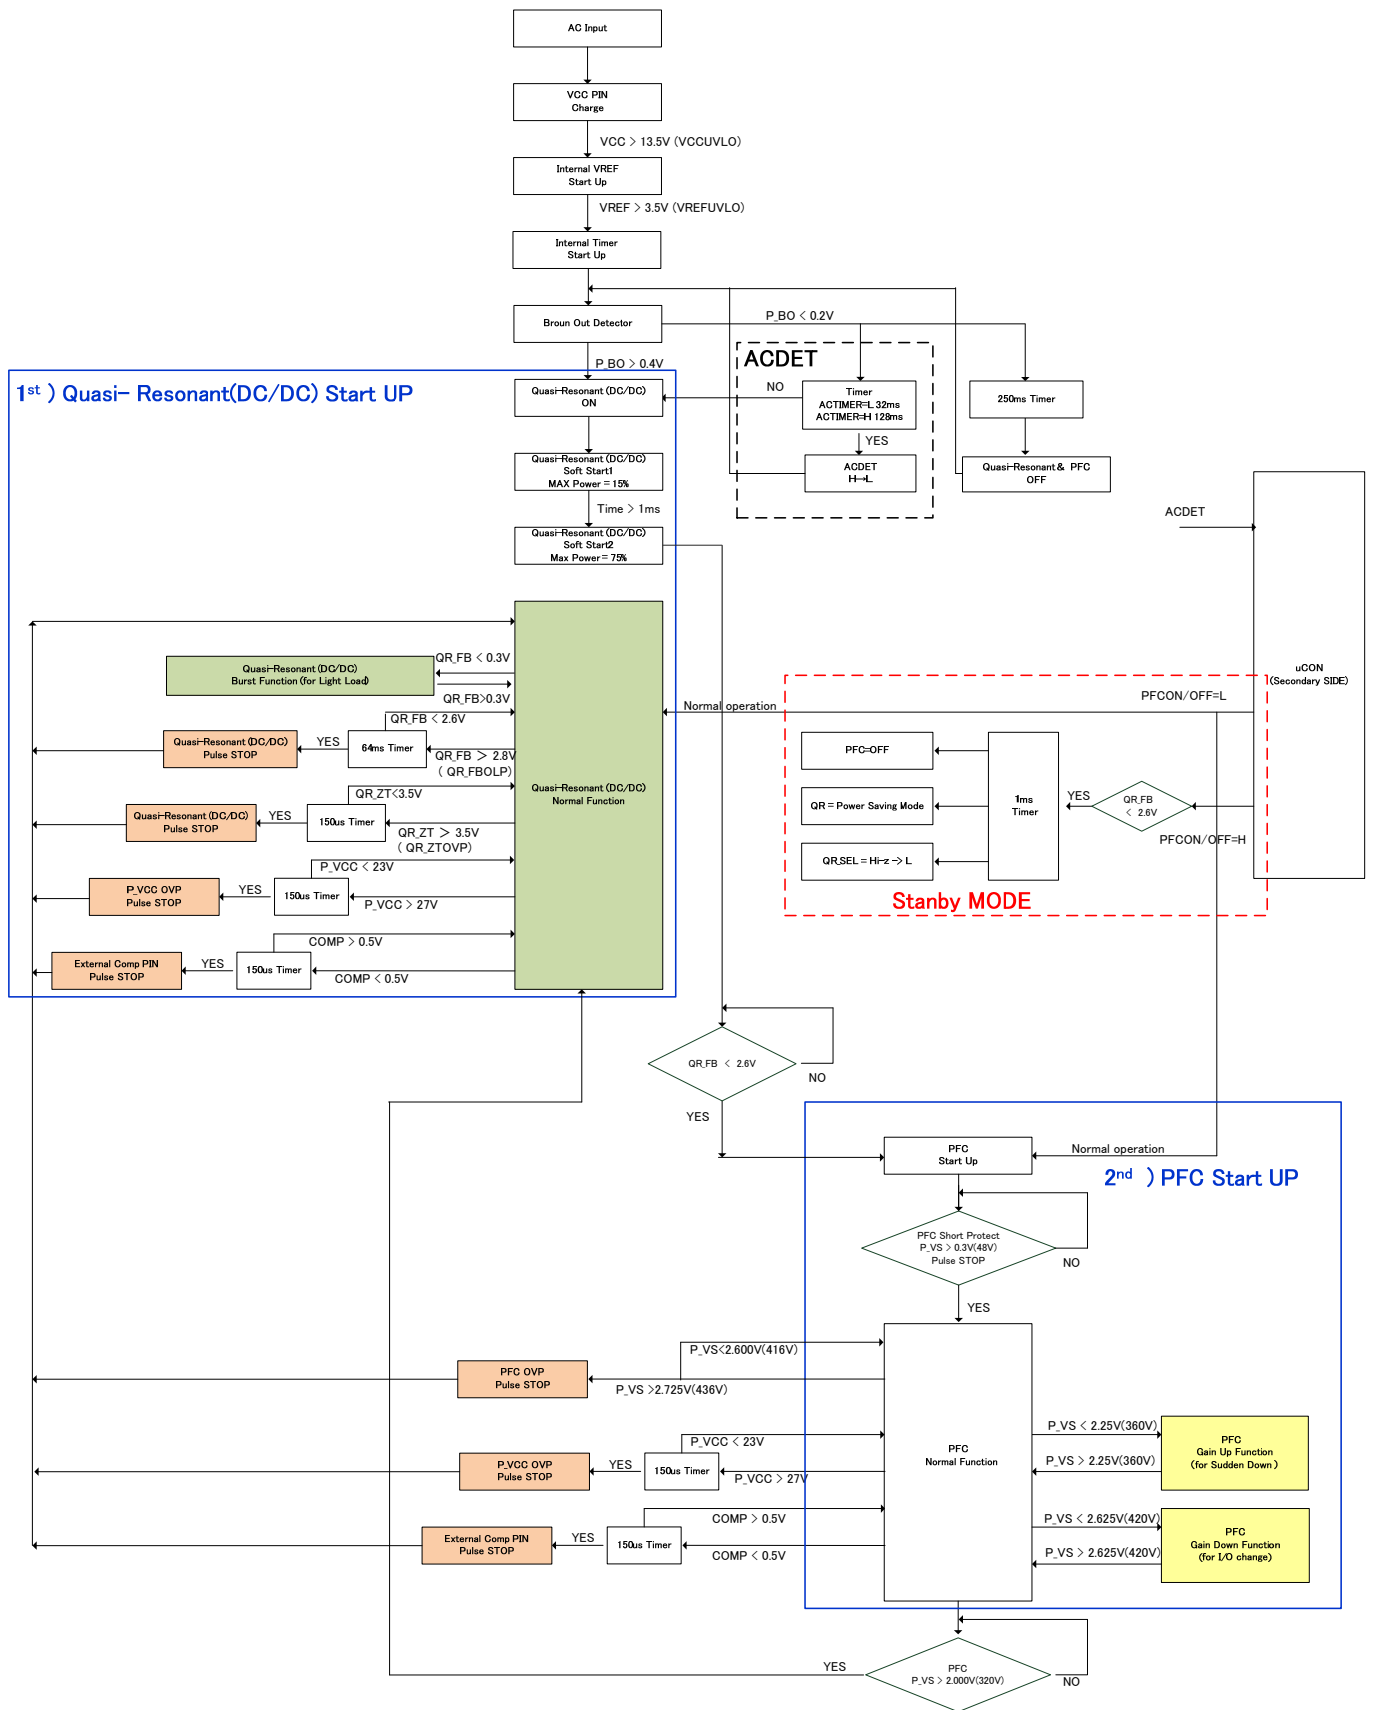 AC Input
VCC PIN
Charge
VCC > 13.5V (VCCUVLO)
Internal VREF
Start Up
VREF > 3.5V (VREFUVLO)
Internal Timer
Start Up
Broun Out Detector
P_BO < 0.2V
P_BO > 0.4V
ACDET
NO
Timer
ACTIMER=L 32ms
ACTIMER=H 128ms
YES
ACDET
H→L
250ms Timer
Quasi-Resonant & PFC
OFF
1st ) Quasi- Resonant(DC/DC) Start UP
Quasi-Resonant (DC/DC)
ON
Quasi-Resonant (DC/DC)
Soft Start1
MAX Power = 15%
Time > 1ms
Quasi-Resonant (DC/DC)
Soft Start2
Max Power = 75%
ACDET
uCON
(Secondary SIDE)
QR_FB < 0.3V
Quasi-Resonant (DC/DC)
Burst Function (for Light Load)
QR_FB>0.3V
QR_FB < 2.6V
Quasi-Resonant (DC/DC)
Pulse STOP
YES
64ms Timer
QR_FB > 2.8V
( QR_FBOLP)
QR_ZT<3.5V
Quasi-Resonant (DC/DC)
Pulse STOP
YES
150us Timer
QR_ZT > 3.5V
( QR_ZTOVP)
Quasi-Resonant (DC/DC)
Normal Function
P_VCC < 23V
P_VCC OVP
Pulse STOP
YES
150us Timer
P_VCC > 27V
COMP > 0.5V
External Comp PIN
Pulse STOP
YES
150us Timer
COMP < 0.5V
Normal operation
PFCON/OFF=L
PFC=OFF
QR = Power Saving Mode
QR_SEL = Hi-z -> L
1ms
Timer
YES
QR_FB
< 2.6V
PFCON/OFF=H
Stanby MODE
QR_FB < 2.6V
NO
YES
PFC
Start Up
Normal operation
2nd ) PFC Start UP
PFC Short Protect
P_VS > 0.3V(48V)
Pulse STOP
NO
YES
P_VS<2.600V(416V)
PFC OVP
Pulse STOP
P_VS >2.725V(436V)
P_VCC < 23V
P_VCC OVP
Pulse STOP
YES
150us Timer
P_VCC > 27V
COMP > 0.5V
External Comp PIN
Pulse STOP
YES
150us Timer
COMP < 0.5V
PFC
Normal Function
P_VS < 2.25V(360V)
P_VS > 2.25V(360V)
PFC
Gain Up Function
(for Sudden Down )
P_VS < 2.625V(420V)
P_VS > 2.625V(420V)
PFC
Gain Down Function
(for I/O change)
YES
PFC
P_VS > 2.000V(320V)
NO